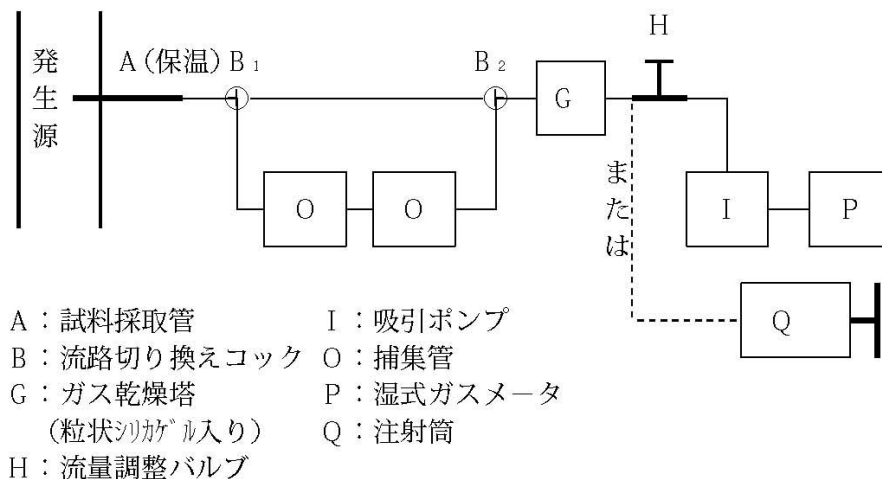 発生源
A(保温)B₁
B₂
G
H
O
O
または
I
P
Q
A：試料採取管
B：流路切り換えコック
G：ガス乾燥塔
(粒状ｼﾘｶｹﾞﾙ入り)
H：流量調整バルブ
I：吸引ポンプ
O：捕集管
P：湿式ガスメータ
Q：注射筒